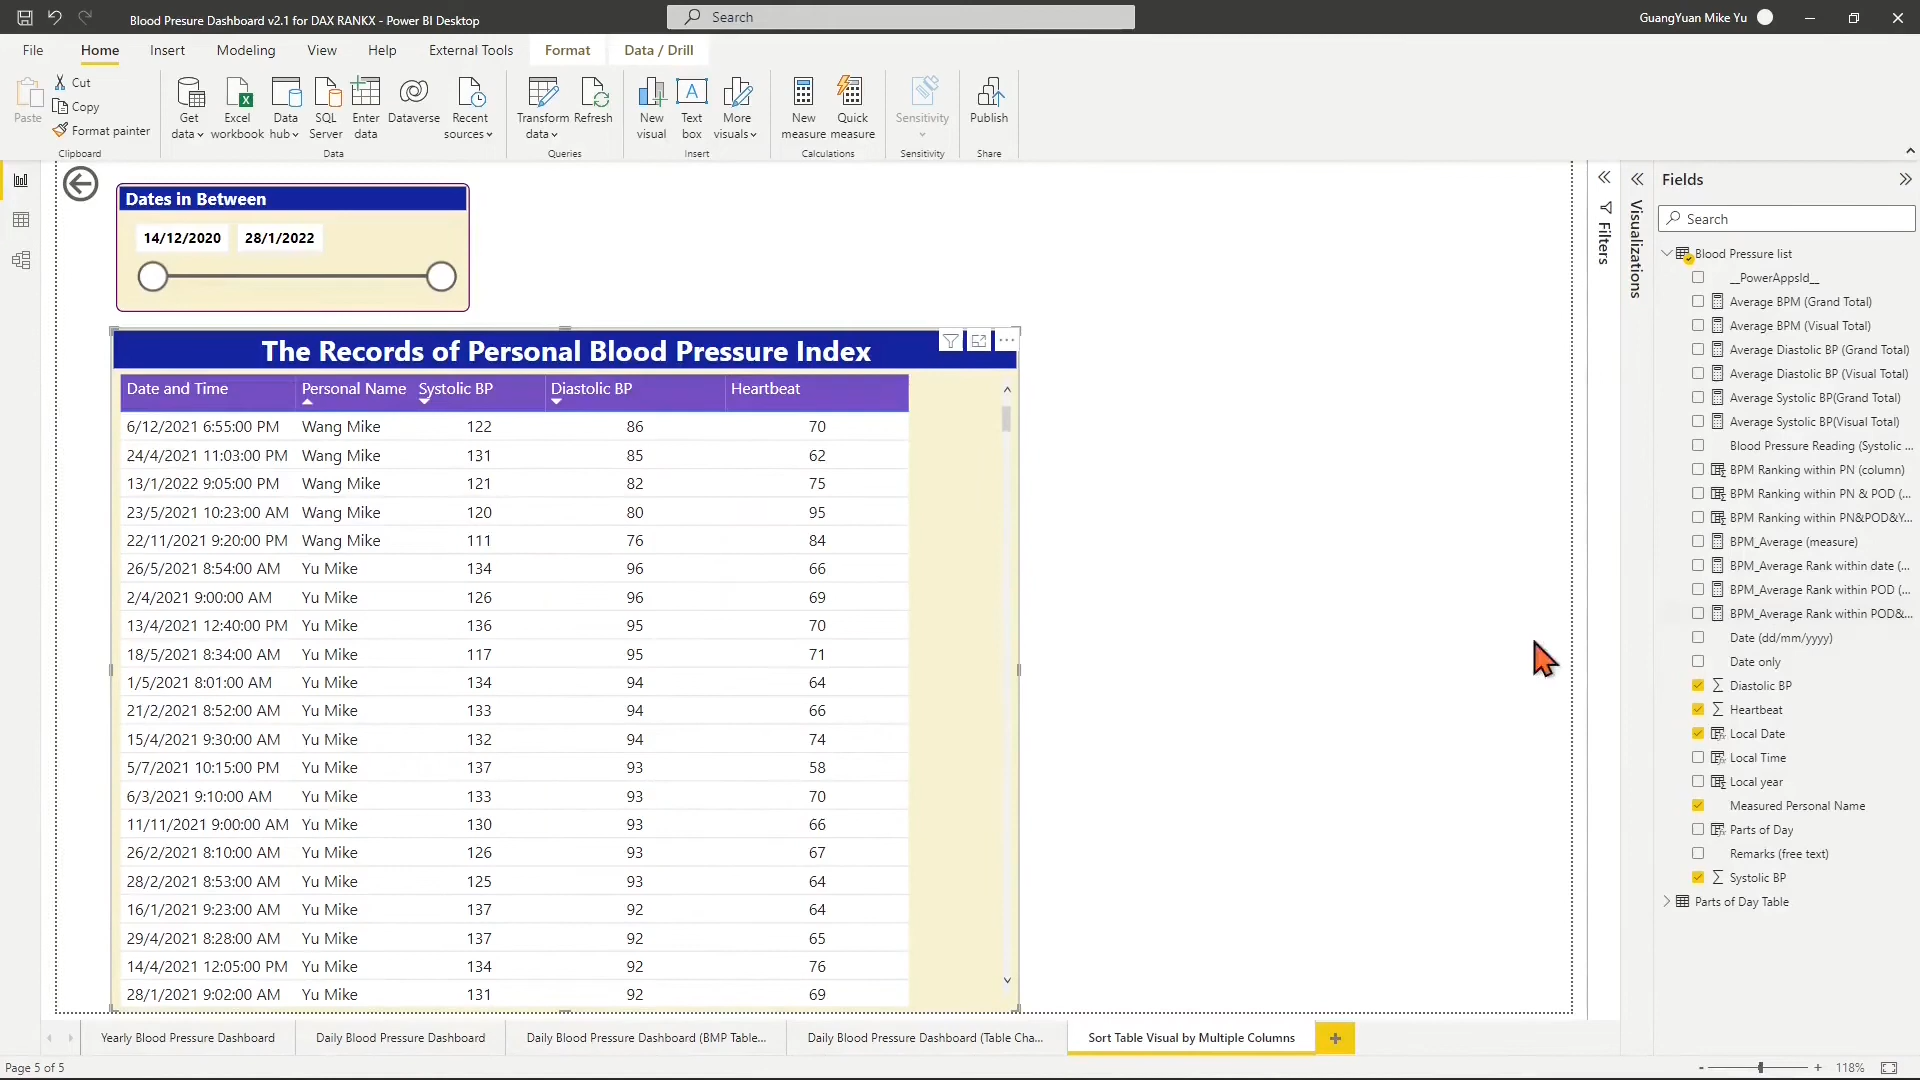 Blood Presure Dashboard v2.1 for DAX RANKX - Power BI Desktop
Search
GuangYuan Mike Yu
File Home Insert Modeling View Help External Tools Format Data / Drill
Paste
Cut
Copy
Format painter
Clipboard
Get data
Excel workbook
Data hub
SQL Server
Enter data
Dataverse
Recent sources
Data
Transform data
Refresh
Queries
New visual
Text box
More visuals
Insert
New measure
Quick measure
Calculations
Sensitivity
Sensitivity
Publish
Share
Dates in Between
14/12/2020 28/1/2022
The Records of Personal Blood Pressure Index
Date and Time Personal Name Systolic BP Diastolic BP Heartbeat
6/12/2021 6:55:00 PM Wang Mike 122 86 70
24/4/2021 11:03:00 PM Wang Mike 131 85 62
13/1/2022 9:05:00 PM Wang Mike 121 82 75
23/5/2021 10:23:00 AM Wang Mike 120 80 95
22/11/2021 9:20:00 PM Wang Mike 111 76 84
26/5/2021 8:54:00 AM Yu Mike 134 96 66
2/4/2021 9:00:00 AM Yu Mike 126 96 69
13/4/2021 12:40:00 PM Yu Mike 136 95 70
18/5/2021 8:34:00 AM Yu Mike 117 95 71
1/5/2021 8:01:00 AM Yu Mike 134 94 64
21/2/2021 8:52:00 AM Yu Mike 133 94 66
15/4/2021 9:30:00 AM Yu Mike 132 94 74
5/7/2021 10:15:00 PM Yu Mike 137 93 58
6/3/2021 9:10:00 AM Yu Mike 133 93 70
11/11/2021 9:00:00 AM Yu Mike 130 93 66
26/2/2021 8:10:00 AM Yu Mike 126 93 67
28/2/2021 8:53:00 AM Yu Mike 125 93 64
16/1/2021 9:23:00 AM Yu Mike 137 92 64
29/4/2021 8:28:00 AM Yu Mike 137 92 65
14/4/2021 12:05:00 PM Yu Mike 134 92 76
28/1/2021 9:02:00 AM Yu Mike 131 92 69
Filters
Visualizations
Fields
Search
Blood Pressure list
__PowerAppsId__
Average BPM (Grand Total)
Average BPM (Visual Total)
Average Diastolic BP (Grand Total)
Average Diastolic BP (Visual Total)
Average Systolic BP(Grand Total)
Average Systolic BP(Visual Total)
Blood Pressure Reading (Systolic ...
BPM Ranking within PN (column)
BPM Ranking within PN & POD (...
BPM Ranking within PN&POD&Y...
BPM_Average (measure)
BPM_Average Rank within date (...
BPM_Average Rank within POD (...
BPM_Average Rank within POD&...
Date (dd/mm/yyyy)
Date only
Diastolic BP
Heartbeat
Local Date
Local Time
Local year
Measured Personal Name
Parts of Day
Remarks (free text)
Systolic BP
Parts of Day Table
Yearly Blood Pressure Dashboard Daily Blood Pressure Dashboard Daily Blood Pressure Dashboard (BMP Table... Daily Blood Pressure Dashboard (Table Cha... Sort Table Visual by Multiple Columns +
Page 5 of 5
- + 118%